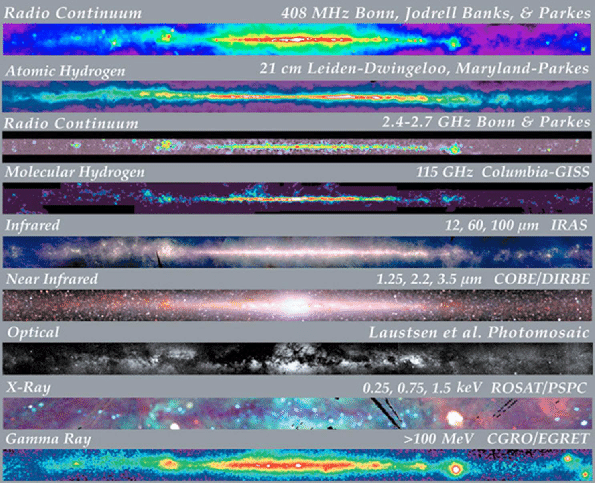 Radio Continuum 408 MHz Bonn, Jodrell Banks, & Parkes
Atomic Hydrogen 21 cm Leiden-Dwingeloo, Maryland-Parkes
Radio Continuum 2.4-2.7 GHz Bonn & Parkes
Molecular Hydrogen 115 GHz Columbia-GISS
Infrared 12, 60, 100 μm IRAS
Near Infrared 1.25, 2.2, 3.5 μm COBE/DIRBE
Optical Laustsen et al. Photomosaic
X-Ray 0.25, 0.75, 1.5 keV ROSAT/PSPC
Gamma Ray >100 MeV CGRO/EGRET